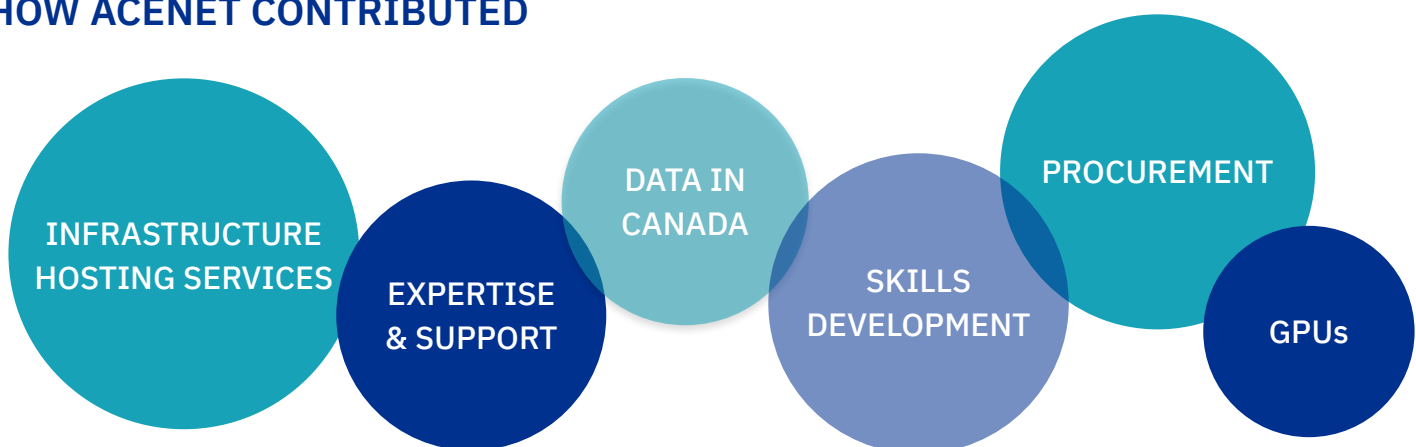 HOW ACENET CONTRIBUTED
INFRASTRUCTURE
HOSTING SERVICES
EXPERTISE
& SUPPORT
DATA IN
CANADA
SKILLS
DEVELOPMENT
PROCUREMENT
GPUs